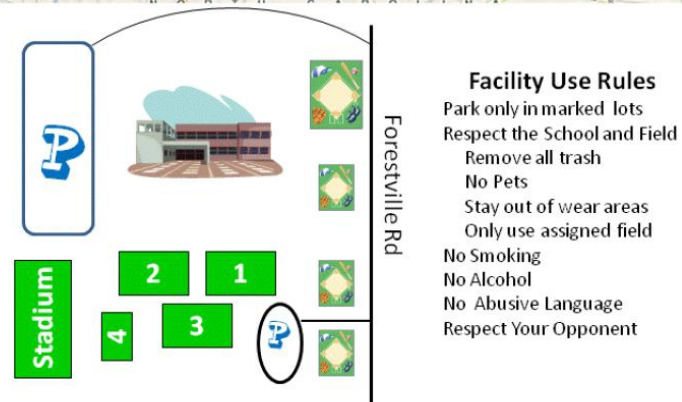 P
Forestville Rd
2
1
Stadium
4
3
P
Facility Use Rules
Park only in marked lots
Respect the School and Field
Remove all trash
No Pets
Stay out of wear areas
Only use assigned field
No Smoking
No Alcohol
No Abusive Language
Respect Your Opponent